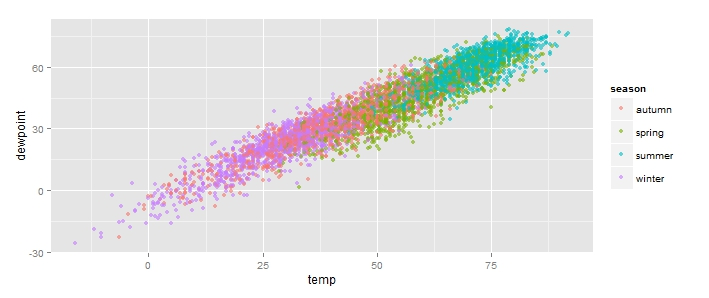 60
30
0
-30
dewpoint
0
25
50
75
temp
season
autumn
spring
summer
winter